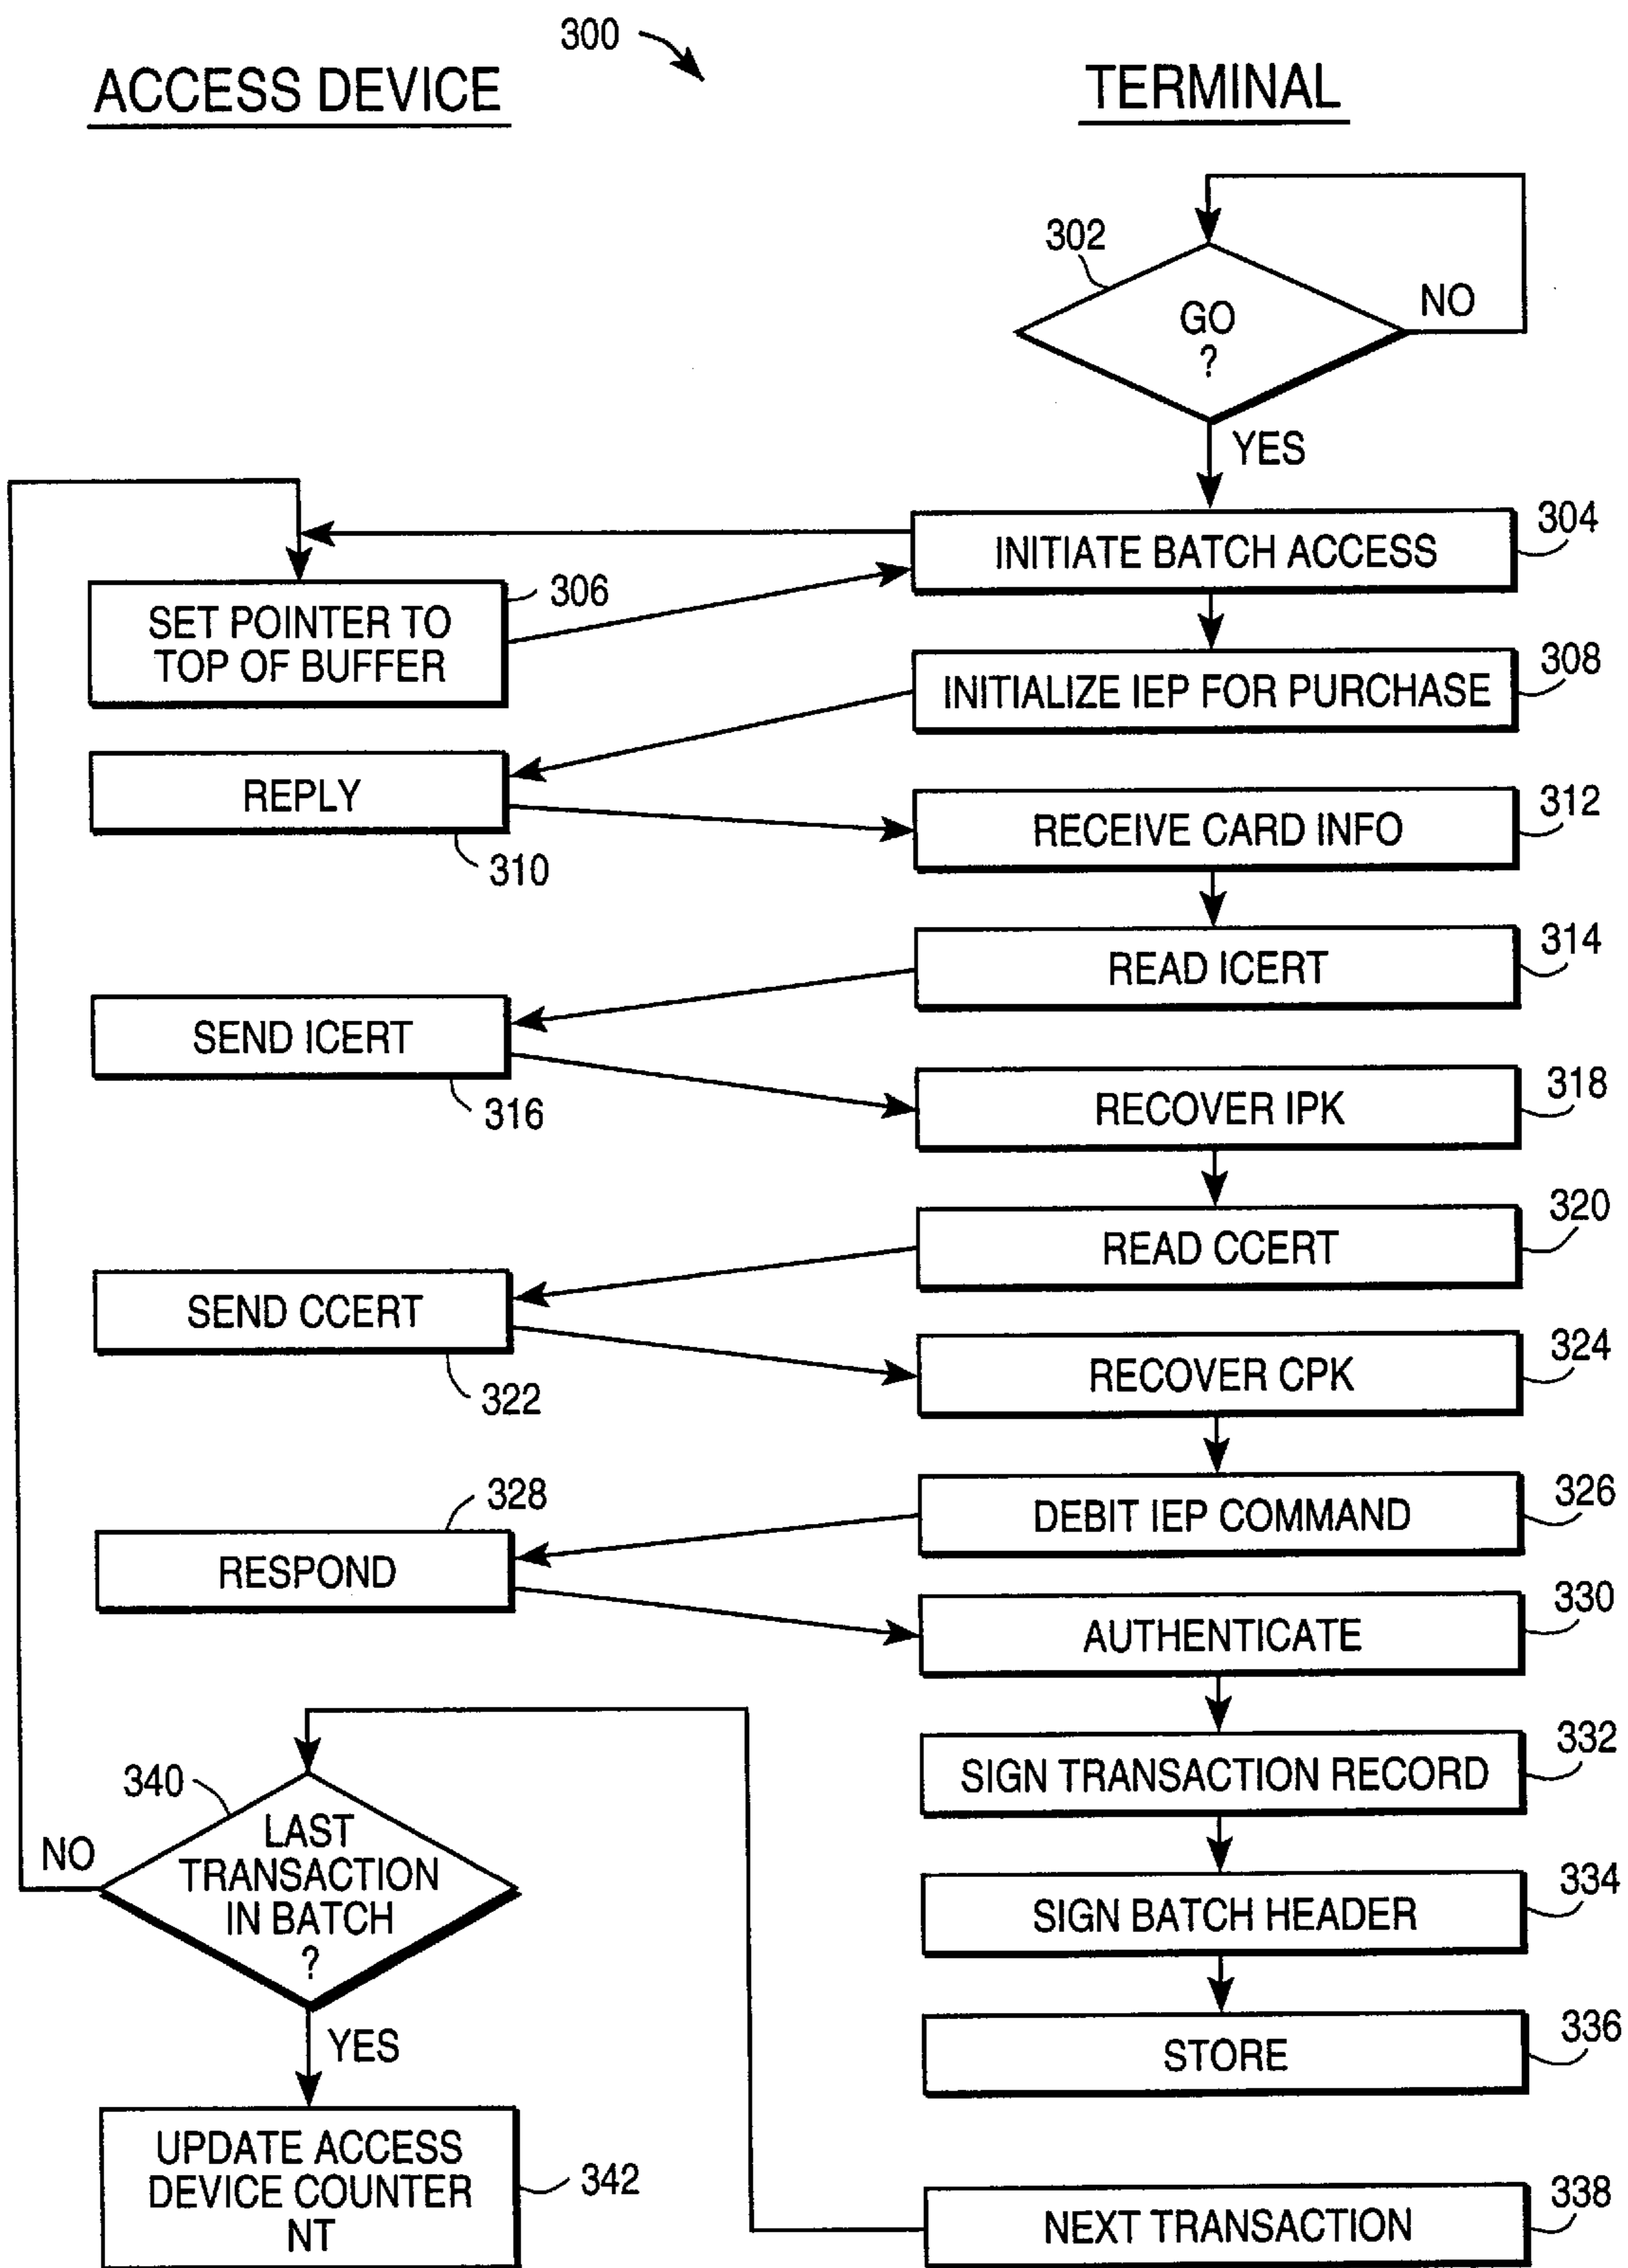 300
ACCESS DEVICE
TERMINAL
302
GO
?
NO
YES
304
INITIATE BATCH ACCESS
306
SET POINTER TO
TOP OF BUFFER
308
INITIALIZE IEP FOR PURCHASE
REPLY
310
312
RECEIVE CARD INFO
314
READ ICERT
SEND ICERT
316
318
RECOVER IPK
320
READ CCERT
SEND CCERT
322
324
RECOVER CPK
326
DEBIT IEP COMMAND
328
RESPOND
330
AUTHENTICATE
332
SIGN TRANSACTION RECORD
340
LAST
TRANSACTION
IN BATCH
?
NO
334
SIGN BATCH HEADER
YES
336
STORE
UPDATE ACCESS
DEVICE COUNTER
NT
342
338
NEXT TRANSACTION